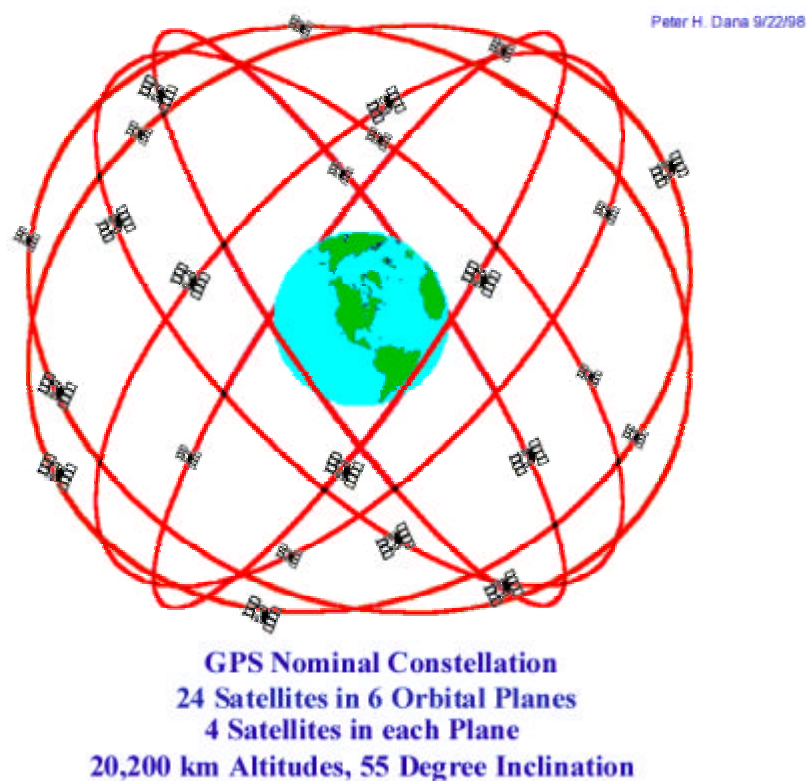 Peter H. Dana 9/22/98
GPS Nominal Constellation
24 Satellites in 6 Orbital Planes
4 Satellites in each Plane
20,200 km Altitudes, 55 Degree Inclination